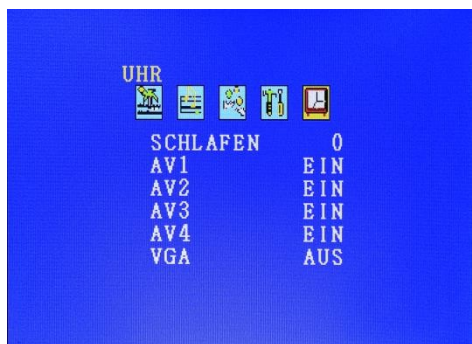 UHR
SCHLAFEN 0
AV1 EIN
AV2 EIN
AV3 EIN
AV4 EIN
VGA AUS